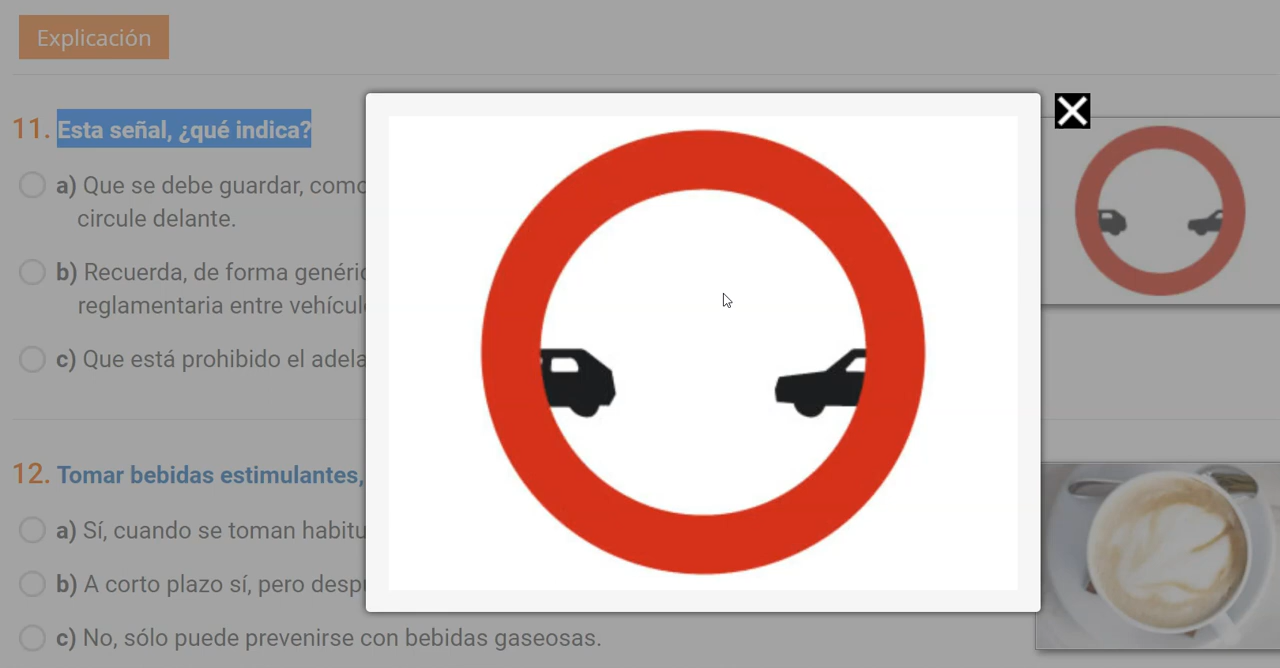 Explicación
11. Esta señal, ¿qué indica?
a) Que se debe guardar, como
circule delante.
b) Recuerda, de forma genéric
reglamentaria entre vehícul
c) Que está prohibido el adela
12. Tomar bebidas estimulantes,
a) Sí, cuando se toman habitu
b) A corto plazo sí, pero desp
c) No, sólo puede prevenirse con bebidas gaseosas.